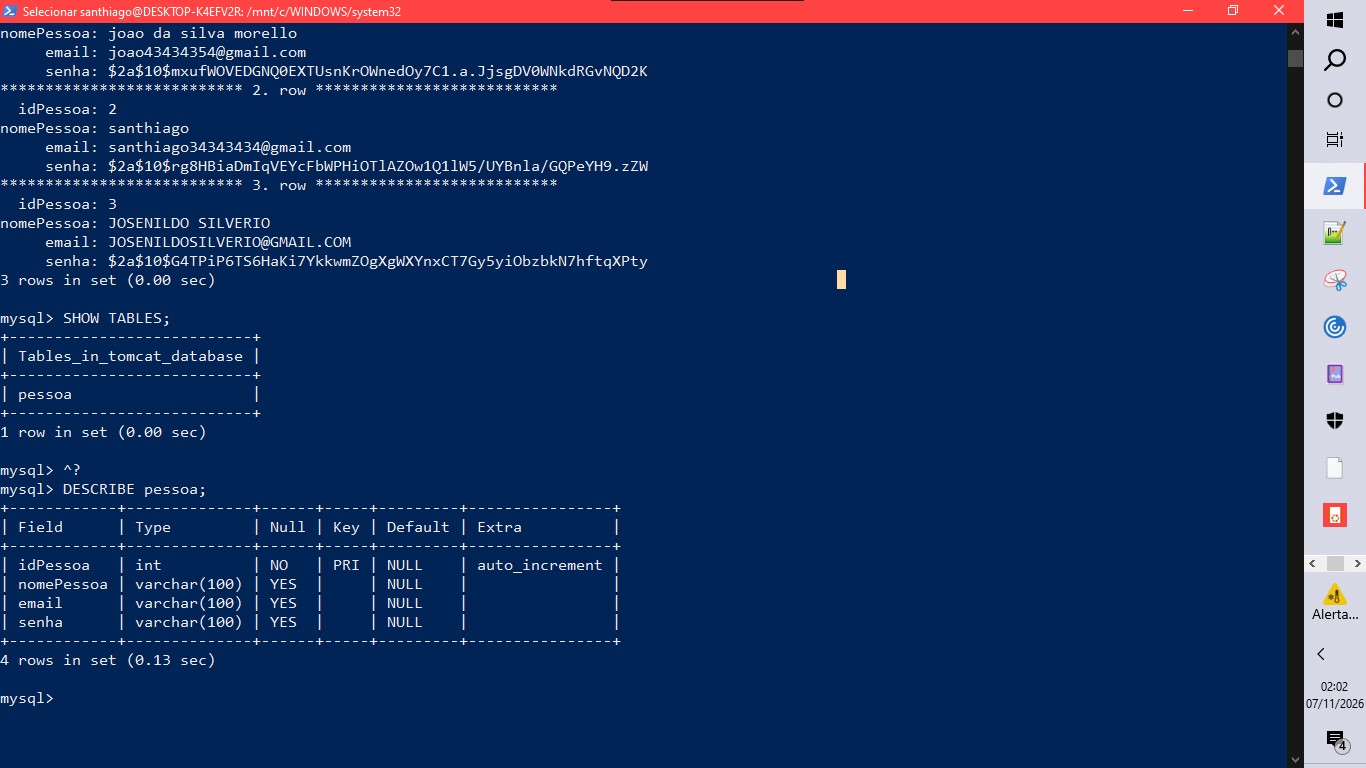 Selecionar santhiago@DESKTOP-K4EFV2R: /mnt/c/WINDOWS/system32
nomePessoa: joao da silva morello
     email: joao43434354@gmail.com
     senha: $2a$10$mxufWOVEDGNQ0EXTUsnKrOWnedOy7C1.a.JjsgDV0WNkdRGvNQD2K
*************************** 2. row ***************************
  idPessoa: 2
nomePessoa: santhiago
     email: santhiago34343434@gmail.com
     senha: $2a$10$rg8HBiaDmIqVEYcFbWPHiOTlAZOw1Q1lW5/UYBnla/GQPeYH9.zZW
*************************** 3. row ***************************
  idPessoa: 3
nomePessoa: JOSENILDO SILVERIO
     email: JOSENILDOSILVERIO@GMAIL.COM
     senha: $2a$10$G4TPiP6TS6HaKi7YkkwmZOgXgWXYnxCT7Gy5yiObzbkN7hftqXPty
3 rows in set (0.00 sec)
mysql> SHOW TABLES;
+---------------------------+
| Tables_in_tomcat_database |
+---------------------------+
| pessoa                    |
+---------------------------+
1 row in set (0.00 sec)
mysql> ^?
mysql> DESCRIBE pessoa;
+------------+--------------+------+-----+---------+----------------+
| Field      | Type         | Null | Key | Default | Extra          |
+------------+--------------+------+-----+---------+----------------+
| idPessoa   | int          | NO   | PRI | NULL    | auto_increment |
| nomePessoa | varchar(100) | YES  |     | NULL    |                |
| email      | varchar(100) | YES  |     | NULL    |                |
| senha      | varchar(100) | YES  |     | NULL    |                |
+------------+--------------+------+-----+---------+----------------+
4 rows in set (0.13 sec)
mysql>
Alerta...
02:02
07/11/2026
4